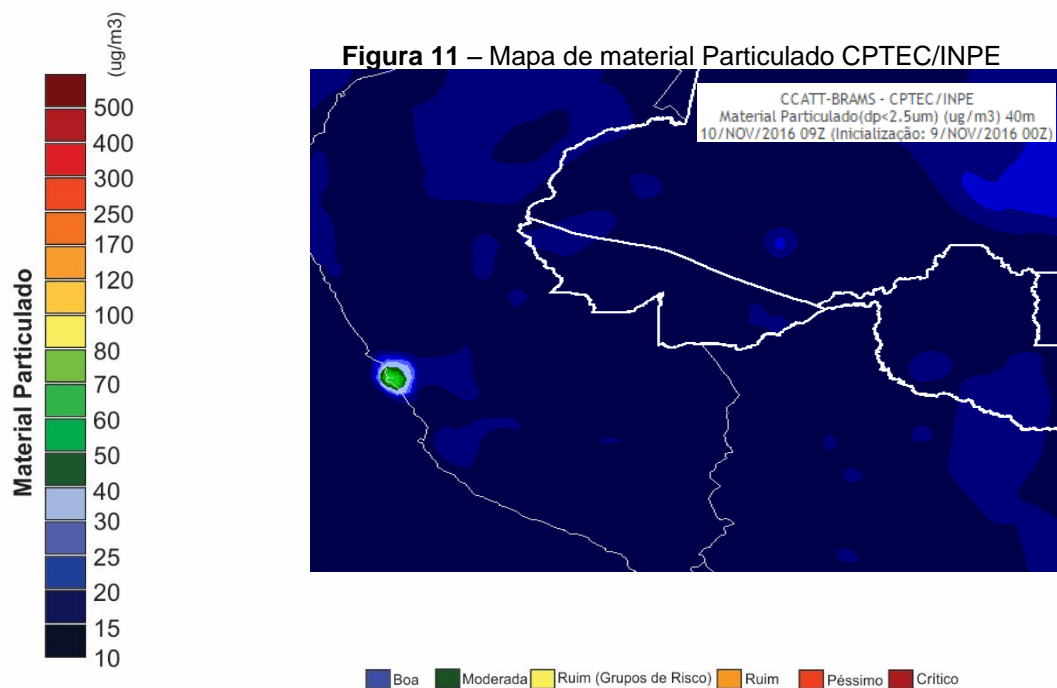 Figura 11 – Mapa de material Particulado CPTEC/INPE
CCATT-BRAMS - CPTEC/INPE
Material Particulado(dp<2.5um) (ug/m3) 40m
10/NOV/2016 09Z (Inicialização: 9/NOV/2016 00Z)
(ug/m3)
Material Particulado
500
400
300
250
170
120
100
80
70
60
50
40
30
25
20
15
10
Boa Moderada Ruim (Grupos de Risco) Ruim Péssimo Crítico